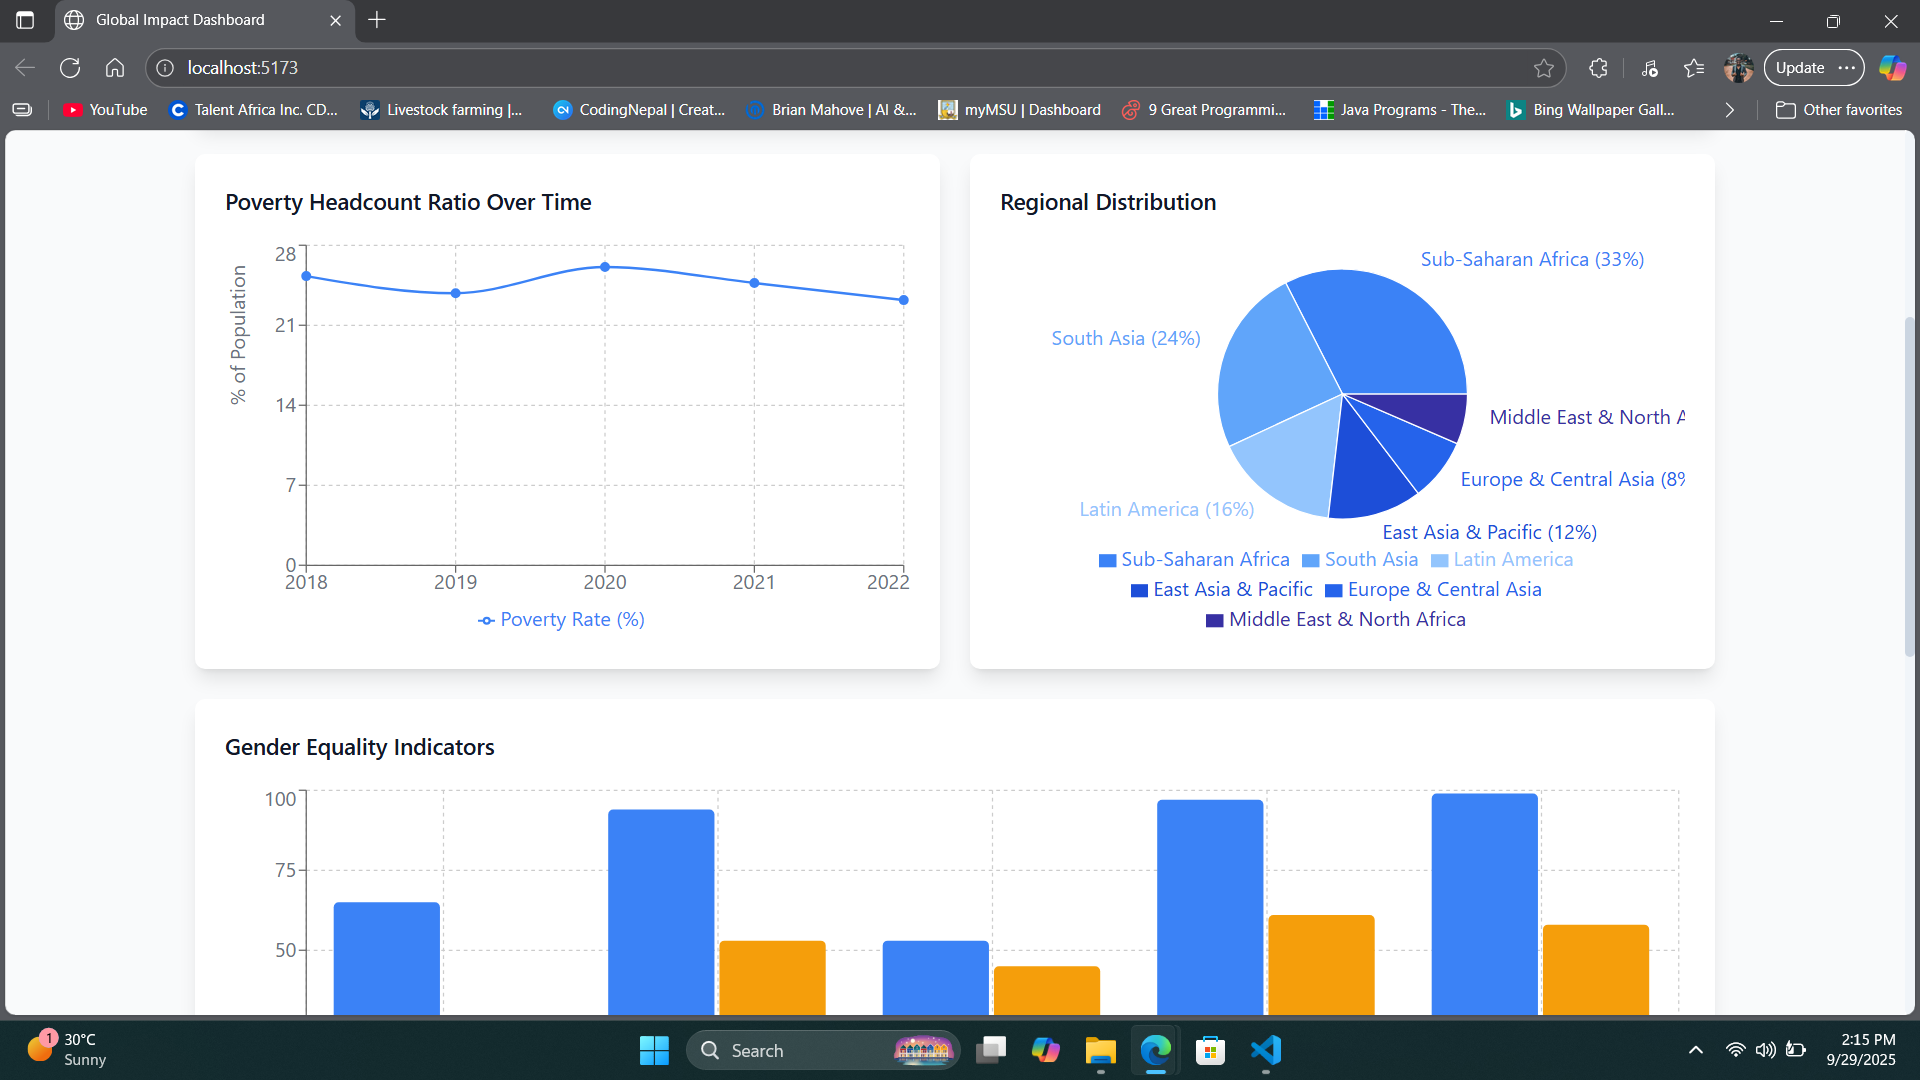 Global Impact Dashboard
localhost:5173
Update
YouTube
Talent Africa Inc. CD...
Livestock farming |...
CodingNepal | Creat...
Brian Mahove | AI &...
myMSU | Dashboard
9 Great Programmi...
Java Programs - The...
Bing Wallpaper Gall...
Other favorites
Poverty Headcount Ratio Over Time
% of Population
28
21
14
7
0
2018 2019 2020 2021 2022
Poverty Rate (%)
Regional Distribution
Sub-Saharan Africa (33%)
South Asia (24%)
Middle East & North A
Europe & Central Asia (8%
Latin America (16%)
East Asia & Pacific (12%)
Sub-Saharan Africa South Asia Latin America
East Asia & Pacific Europe & Central Asia
Middle East & North Africa
Gender Equality Indicators
100
75
50
1
30°C
Sunny
Search
2:15 PM
9/29/2025